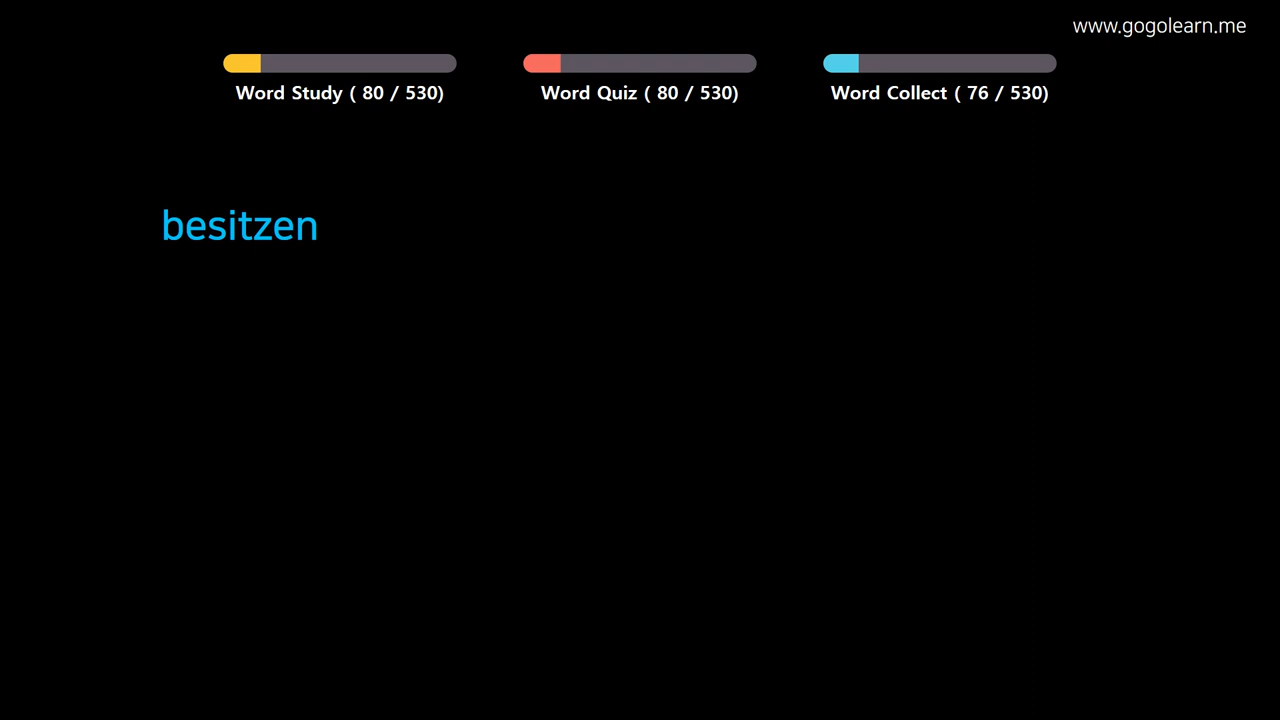 www.gogolearn.me
Word Study ( 80 / 530)
Word Quiz ( 80 / 530)
Word Collect ( 76 / 530)
besitzen